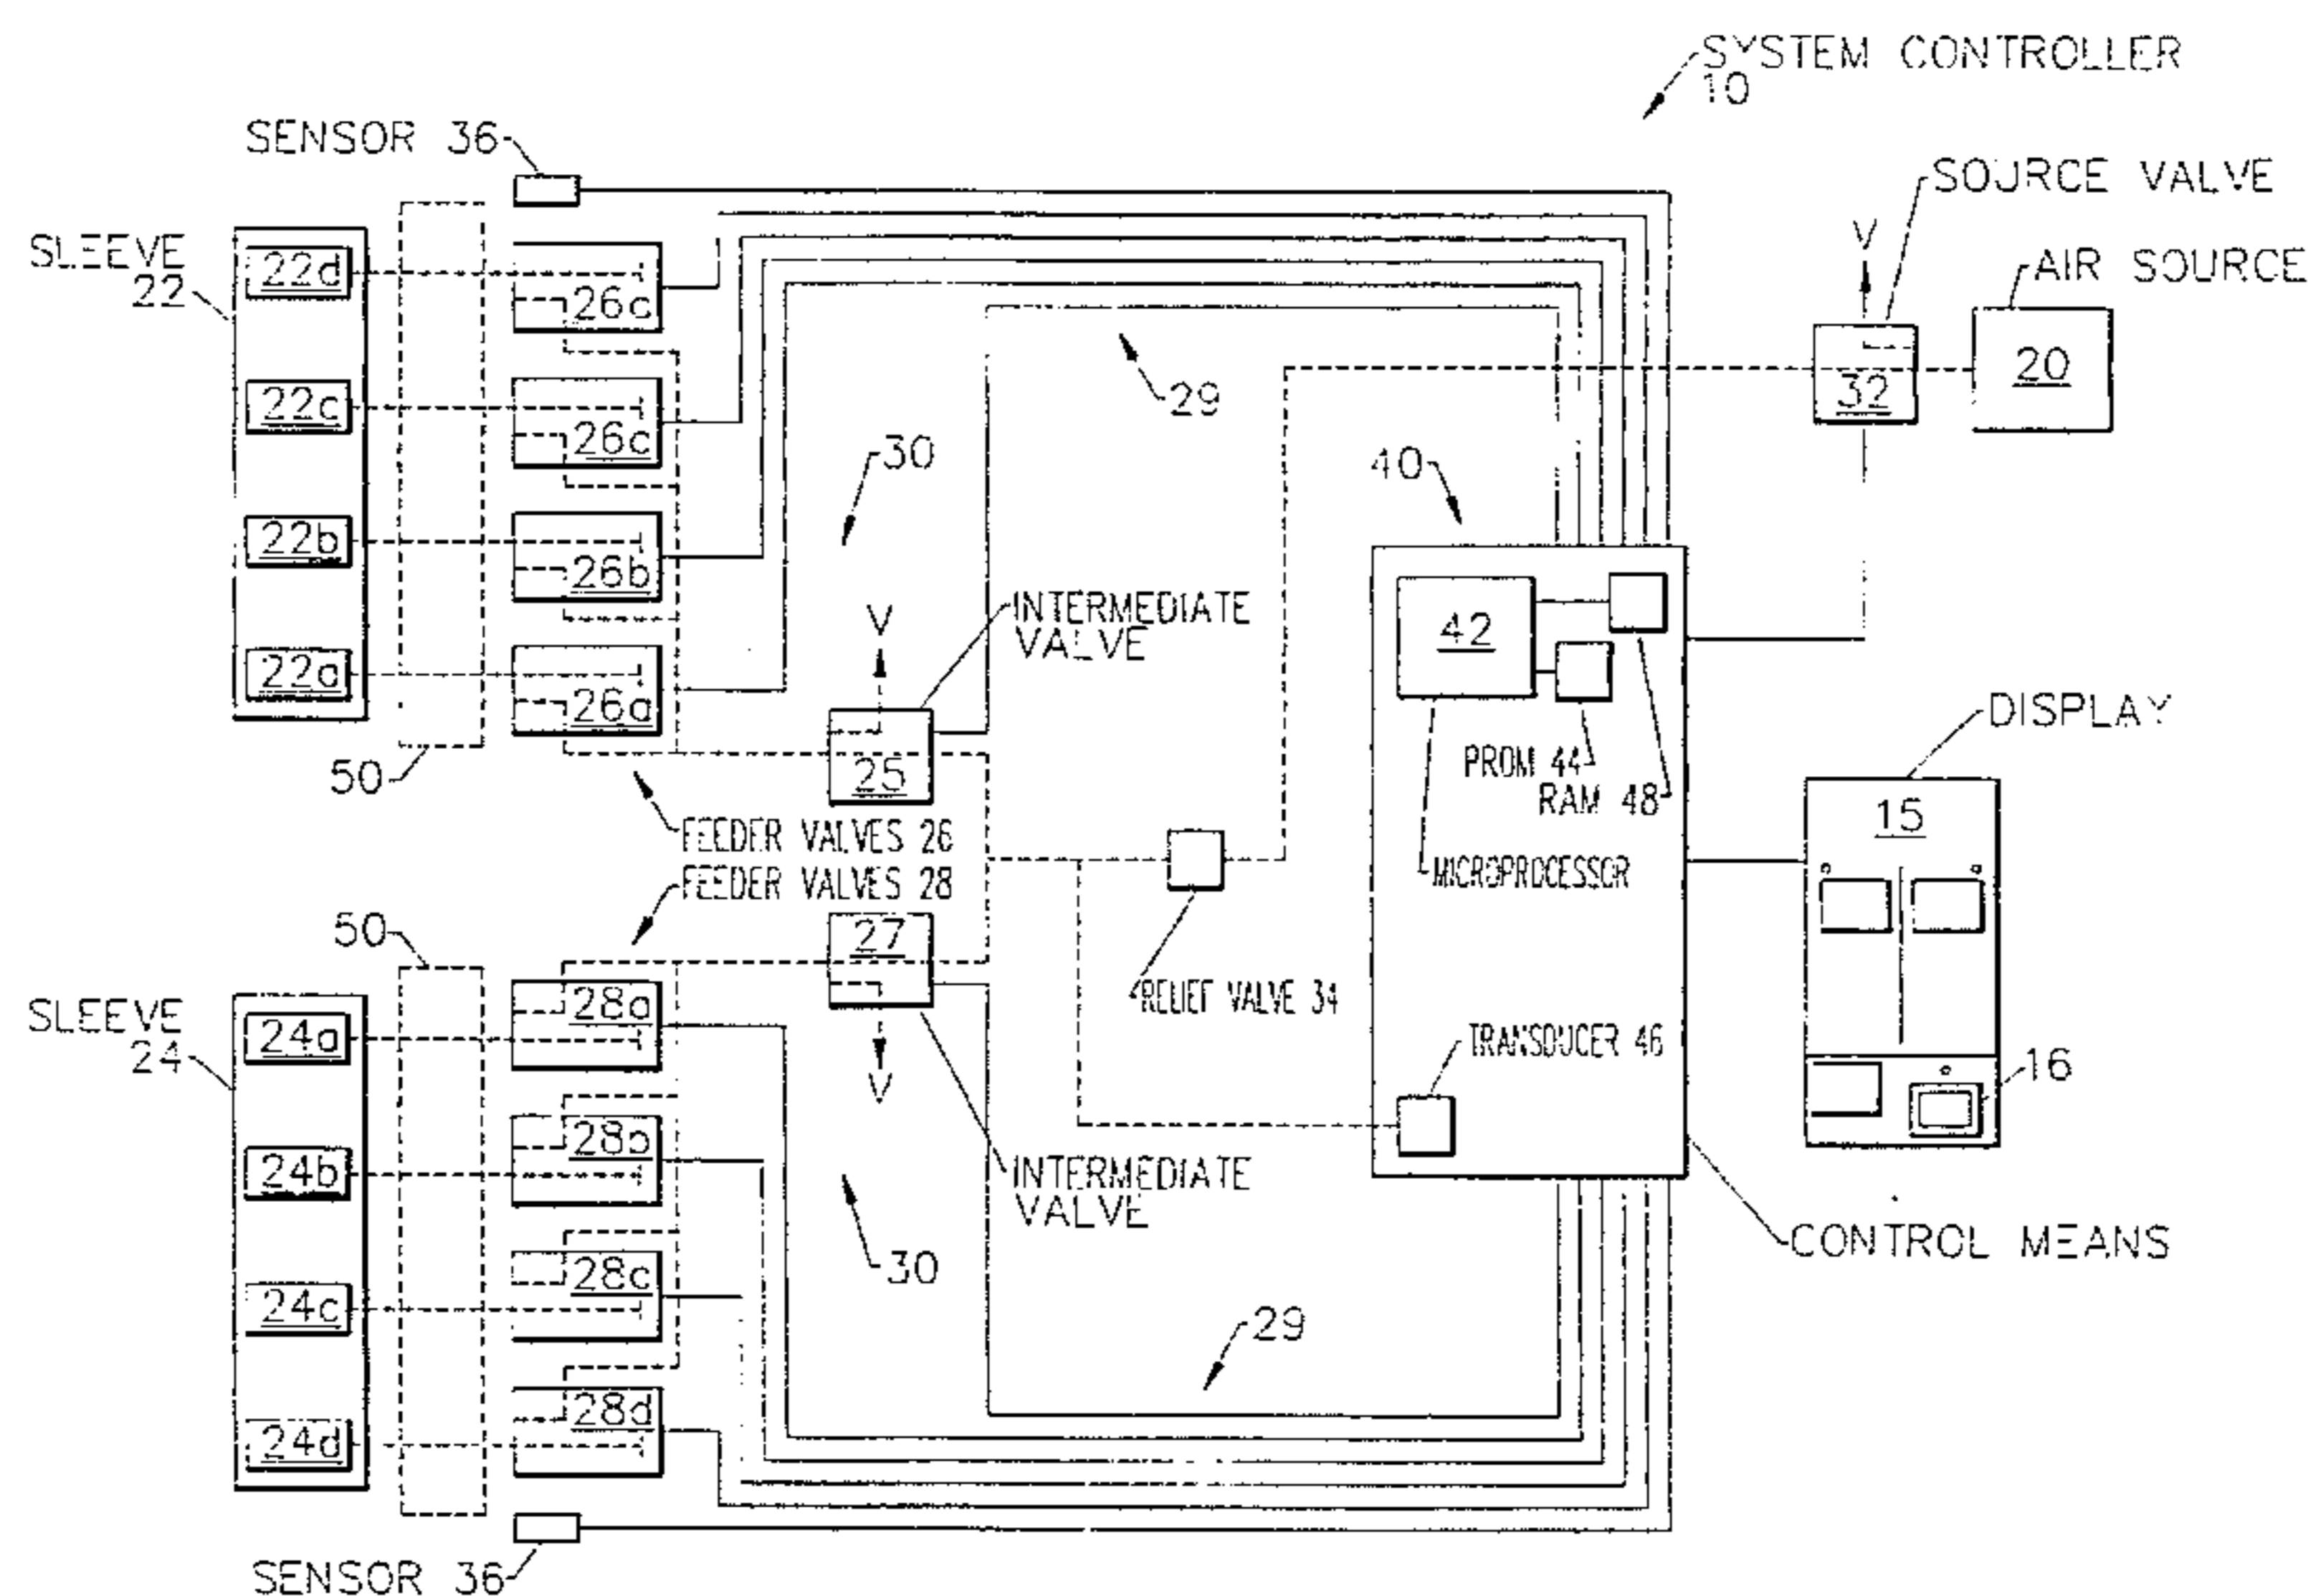 SYSTEM CONTROLLER
10
SENSOR 36
SOURCE VALVE
V
AIR SOURCE
SLEEVE
22
22d
26c
20
32
29
22c
26c
30
40
22b
26b
INTERMEDIATE
VALVE
V
42
22a
26a
DISPLAY
50
25
PROM 44
RAM 48
15
FEEDER VALVES 26
FEEDER VALVES 28
MICROPROCESSOR
50
27
RELIEF VALVE 34
SLEEVE
24
24a
28a
TRANSDUCER 46
16
V
24b
28b
INTERMEDIATE
VALVE
CONTROL MEANS
30
24c
28c
29
24d
28d
SENSOR 36